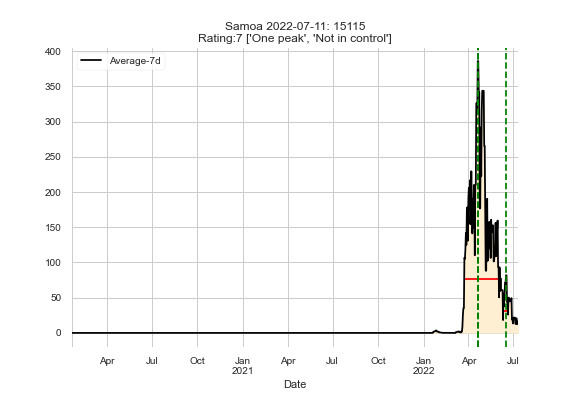 Samoa 2022-07-11: 15115
Rating:7 ['One peak', 'Not in control']
400
350
300
250
200
150
100
50
0
Average-7d
Apr
Jul
Oct
Jan
2021
Apr
Jul
Oct
Jan
2022
Apr
Jul
Date